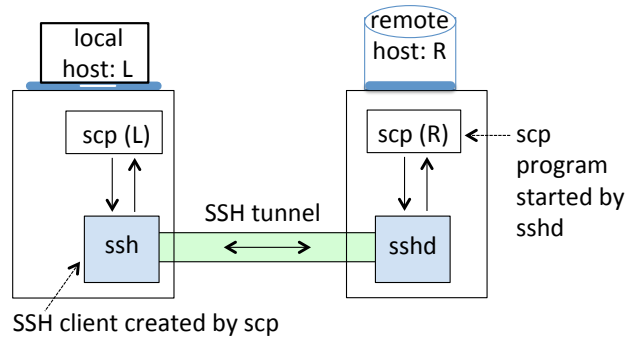 local
host: L
remote
host: R
scp (L)
scp (R)
scp
program
started by
sshd
SSH tunnel
ssh
sshd
SSH client created by scp